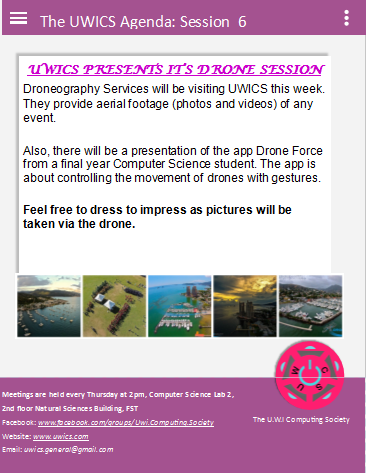 The UWICS Agenda: Session 6
UWICS PRESENTS IT'S DRONE SESSION
Droneography Services will be visiting UWICS this week.
They provide aerial footage (photos and videos) of any
event.
Also, there will be a presentation of the app Drone Force
from a final year Computer Science student. The app is
about controlling the movement of drones with gestures.
Feel free to dress to impress as pictures will be
taken via the drone.
Meetings are held every Thursday at 2pm, Computer Science Lab 2,
2nd floor Natural Sciences Building, FST
Facebook: www.facebook.com/groups/Uwi.Computing.Society
Website: www.uwics.com
Email: uwics.general@gmail.com
The U.W.I Computing Society